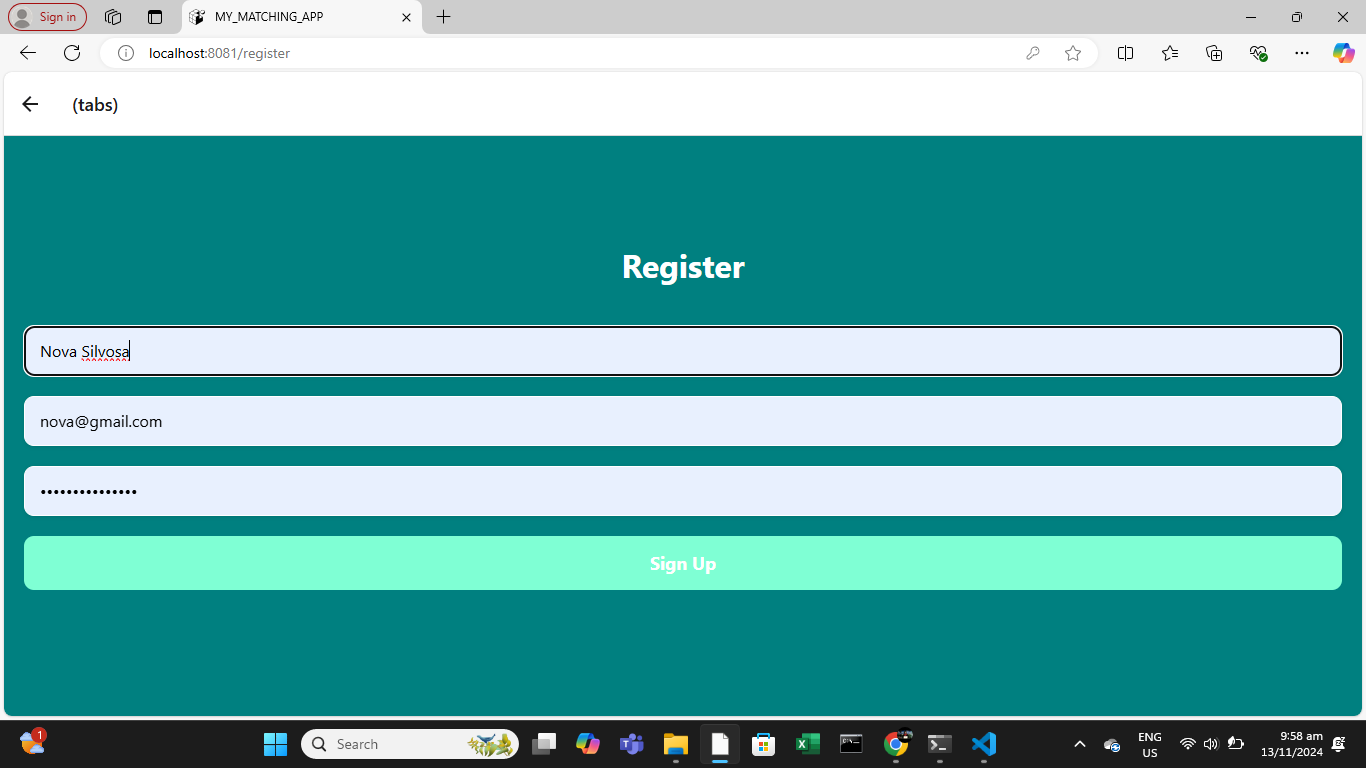 Sign in
MY_MATCHING_APP
localhost:8081/register
(tabs)
Register
Nova Silvosa
nova@gmail.com
•••••••••••••••
Sign Up
1
Search
ENG
US
9:58 am
13/11/2024